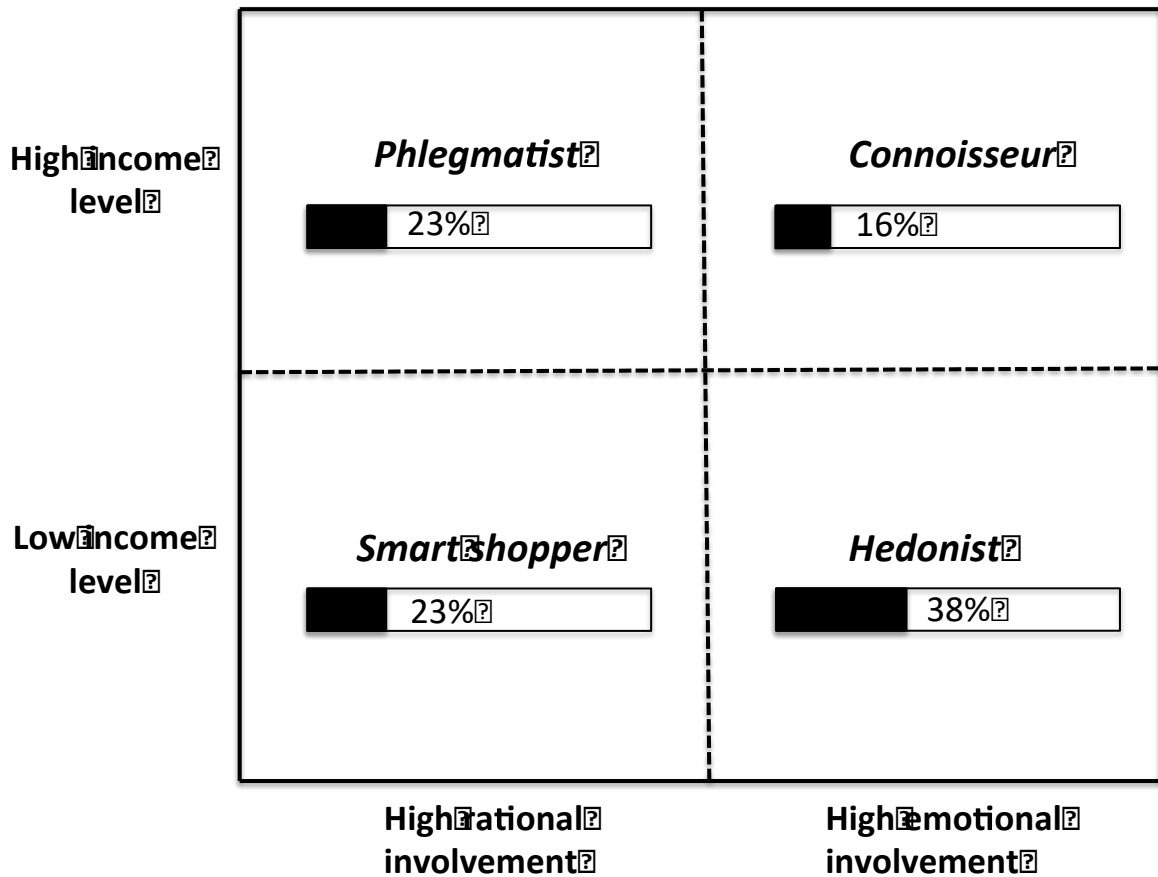 High income
level
Phlegmatist
Connoisseur
23%
16%
Low income
level
Smart shopper
Hedonist
23%
38%
High rational
involvement
High emotional
involvement